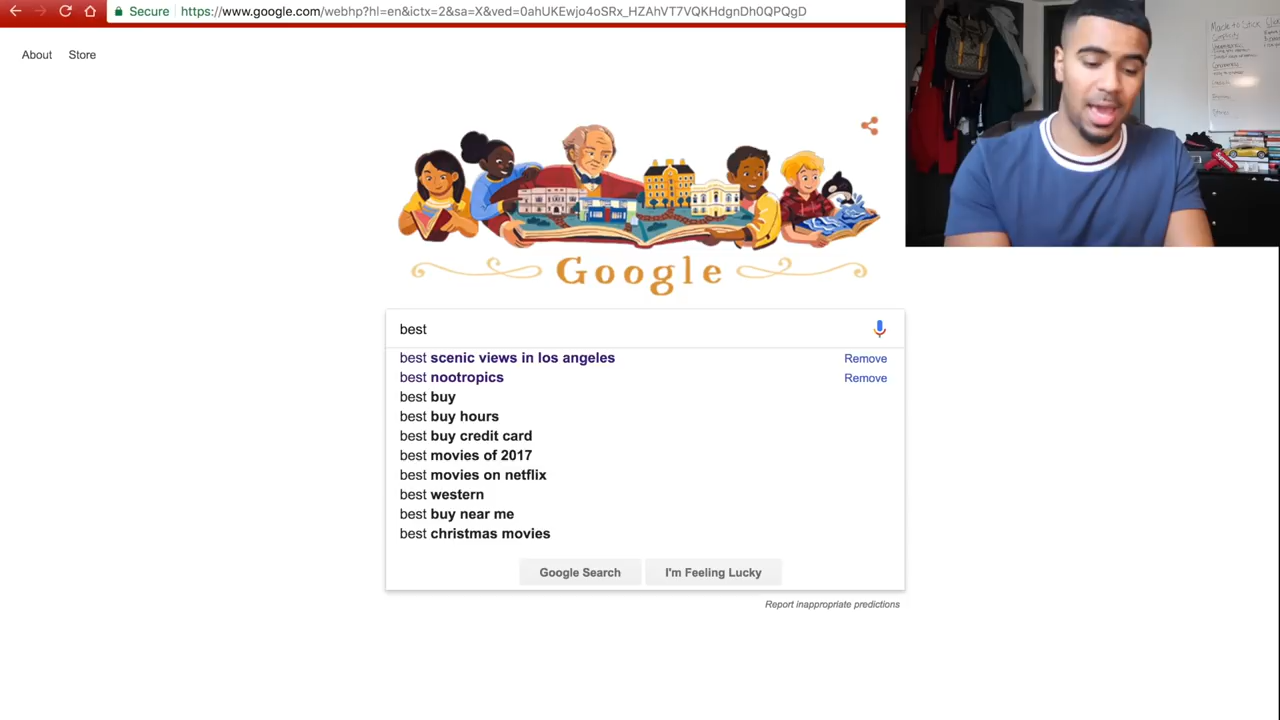 Secure
https://www.google.com/webhp?hl=en&ictx=2&sa=X&ved=0ahUKEwjo4oSRx_HZAhVT7VQKHdgnDh0QPQgD
About Store
Made to Stick
Google
best
best scenic views in los angeles Remove
best nootropics Remove
best buy
best buy hours
best buy credit card
best movies of 2017
best movies on netflix
best western
best buy near me
best christmas movies
Google Search I'm Feeling Lucky
Report inappropriate predictions